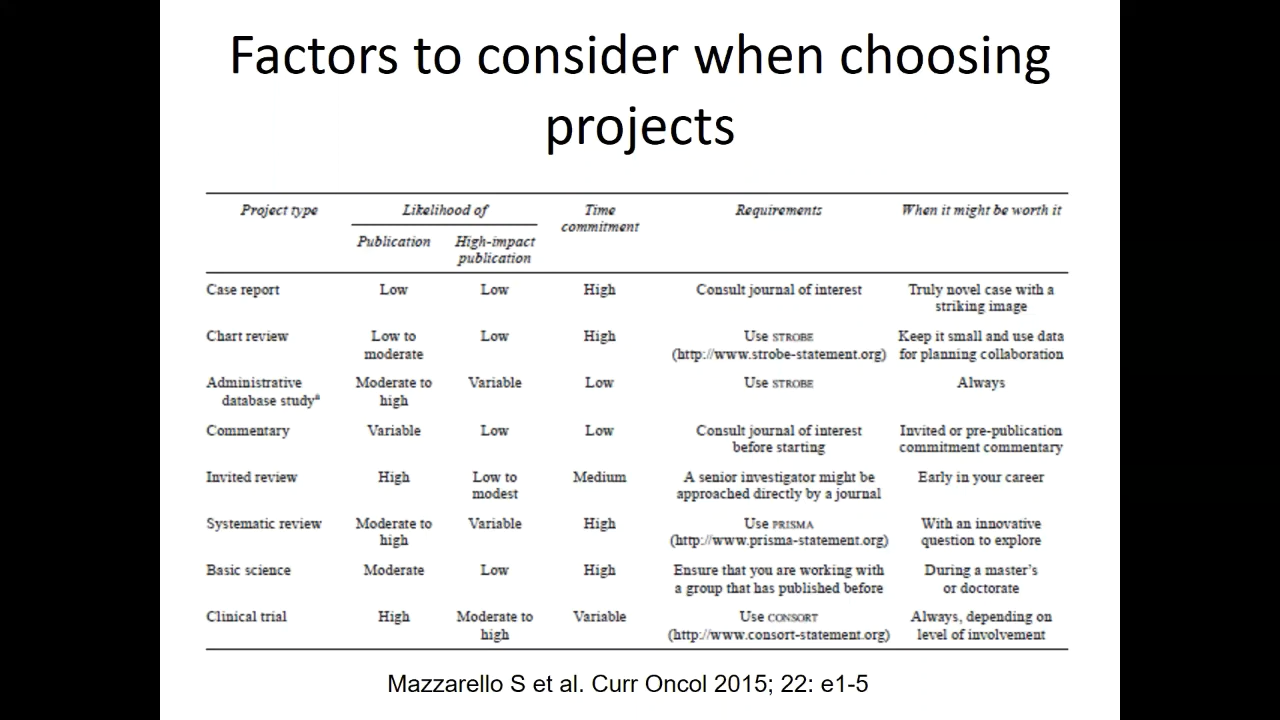 Factors to consider when choosing
projects
Project type Likelihood of Time commitment Requirements When it might be worth it
Publication High-impact publication
Case report Low Low High Consult journal of interest Truly novel case with a
striking image
Chart review Low to Low High Use STROBE Keep it small and use data
moderate (http://www.strobe-statement.org) for planning collaboration
Administrative Moderate to Variable Low Use STROBE Always
database studyª high
Commentary Variable Low Low Consult journal of interest Invited or pre-publication
before starting commitment commentary
Invited review High Low to Medium A senior investigator might be Early in your career
modest approached directly by a journal
Systematic review Moderate to Variable High Use PRISMA With an innovative
high (http://www.prisma-statement.org) question to explore
Basic science Moderate Low High Ensure that you are working with During a master's
a group that has published before or doctorate
Clinical trial High Moderate to Variable Use CONSORT Always, depending on
high (http://www.consort-statement.org) level of involvement
Mazzarello S et al. Curr Oncol 2015; 22: e1-5